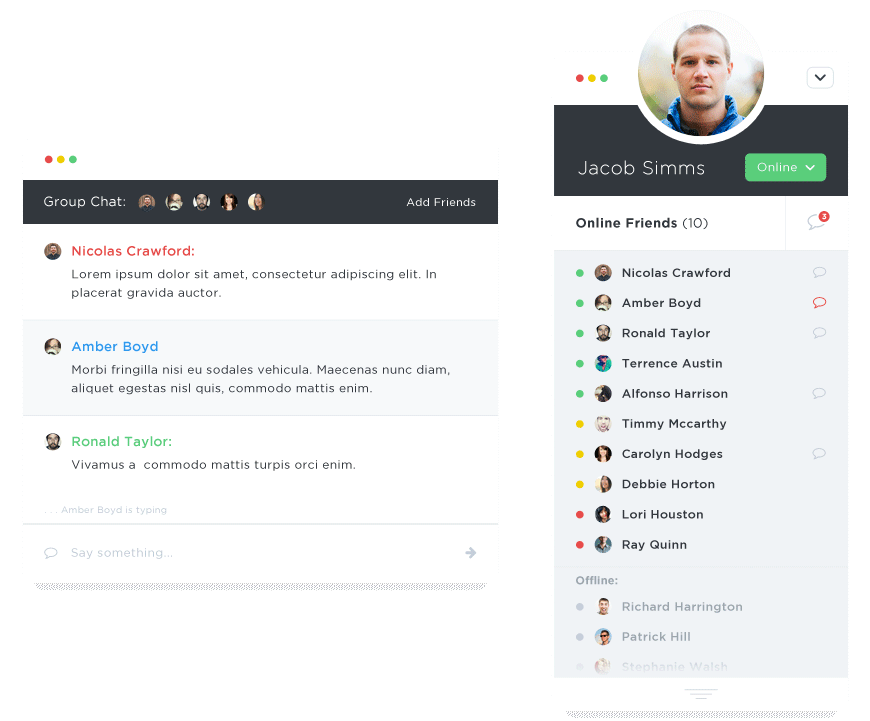 Group Chat:
Add Friends
Nicolas Crawford:
Lorem ipsum dolor sit amet, consectetur adipiscing elit. In
placerat gravida auctor.
Amber Boyd
Morbi fringilla nisi eu sodales vehicula. Maecenas nunc diam,
aliquet egestas nisl quis, commodo mattis enim.
Ronald Taylor:
Vivamus a  commodo mattis turpis orci enim.
. . . Amber Boyd is typing
Say something...
Jacob Simms
Online
Online Friends (10)
3
Nicolas Crawford
Amber Boyd
Ronald Taylor
Terrence Austin
Alfonso Harrison
Timmy Mccarthy
Carolyn Hodges
Debbie Horton
Lori Houston
Ray Quinn
Offline:
Richard Harrington
Patrick Hill
Stephanie Walsh